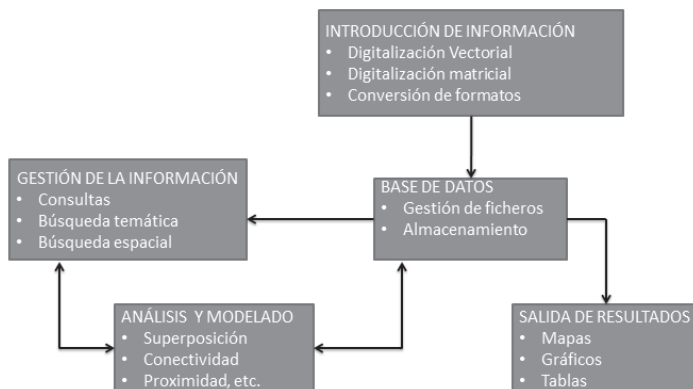 INTRODUCCIÓN DE INFORMACIÓN
• Digitalización Vectorial
• Digitalización matricial
• Conversión de formatos
GESTIÓN DE LA INFORMACIÓN
• Consultas
• Búsqueda temática
• Búsqueda espacial
BASE DE DATOS
• Gestión de ficheros
• Almacenamiento
ANÁLISIS Y MODELADO
• Superposición
• Conectividad
• Proximidad, etc.
SALIDA DE RESULTADOS
• Mapas
• Gráficos
• Tablas